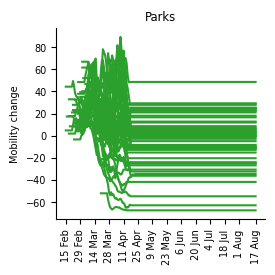 Parks
Mobility change
80
60
40
20
0
−20
−40
−60
15 Feb
29 Feb
14 Mar
28 Mar
11 Apr
25 Apr
9 May
23 May
6 Jun
20 Jun
4 Jul
18 Jul
1 Aug
17 Aug